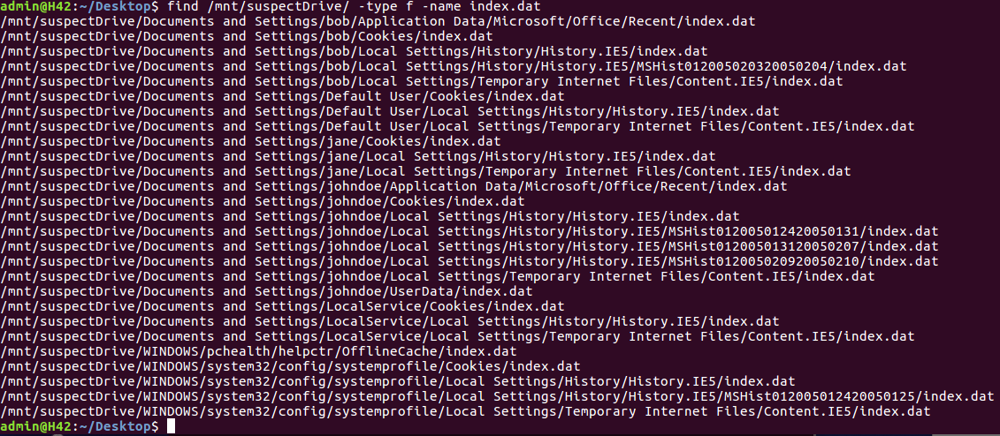 admin@H42:~/Desktop$ find /mnt/suspectDrive/ -type f -name index.dat
/mnt/suspectDrive/Documents and Settings/bob/Application Data/Microsoft/Office/Recent/index.dat
/mnt/suspectDrive/Documents and Settings/bob/Cookies/index.dat
/mnt/suspectDrive/Documents and Settings/bob/Local Settings/History/History.IE5/index.dat
/mnt/suspectDrive/Documents and Settings/bob/Local Settings/History/History.IE5/MSHist012005020320050204/index.dat
/mnt/suspectDrive/Documents and Settings/bob/Local Settings/Temporary Internet Files/Content.IE5/index.dat
/mnt/suspectDrive/Documents and Settings/Default User/Cookies/index.dat
/mnt/suspectDrive/Documents and Settings/Default User/Local Settings/History/History.IE5/index.dat
/mnt/suspectDrive/Documents and Settings/Default User/Local Settings/Temporary Internet Files/Content.IE5/index.dat
/mnt/suspectDrive/Documents and Settings/jane/Cookies/index.dat
/mnt/suspectDrive/Documents and Settings/jane/Local Settings/History/History.IE5/index.dat
/mnt/suspectDrive/Documents and Settings/jane/Local Settings/Temporary Internet Files/Content.IE5/index.dat
/mnt/suspectDrive/Documents and Settings/johndoe/Application Data/Microsoft/Office/Recent/index.dat
/mnt/suspectDrive/Documents and Settings/johndoe/Cookies/index.dat
/mnt/suspectDrive/Documents and Settings/johndoe/Local Settings/History/History.IE5/index.dat
/mnt/suspectDrive/Documents and Settings/johndoe/Local Settings/History/History.IE5/MSHist012005012420050131/index.dat
/mnt/suspectDrive/Documents and Settings/johndoe/Local Settings/History/History.IE5/MSHist012005013120050207/index.dat
/mnt/suspectDrive/Documents and Settings/johndoe/Local Settings/History/History.IE5/MSHist012005020920050210/index.dat
/mnt/suspectDrive/Documents and Settings/johndoe/Local Settings/Temporary Internet Files/Content.IE5/index.dat
/mnt/suspectDrive/Documents and Settings/johndoe/UserData/index.dat
/mnt/suspectDrive/Documents and Settings/LocalService/Cookies/index.dat
/mnt/suspectDrive/Documents and Settings/LocalService/Local Settings/History/History.IE5/index.dat
/mnt/suspectDrive/Documents and Settings/LocalService/Local Settings/Temporary Internet Files/Content.IE5/index.dat
/mnt/suspectDrive/WINDOWS/pchealth/helpctr/OfflineCache/index.dat
/mnt/suspectDrive/WINDOWS/system32/config/systemprofile/Cookies/index.dat
/mnt/suspectDrive/WINDOWS/system32/config/systemprofile/Local Settings/History/History.IE5/index.dat
/mnt/suspectDrive/WINDOWS/system32/config/systemprofile/Local Settings/History/History.IE5/MSHist012005012420050125/index.dat
/mnt/suspectDrive/WINDOWS/system32/config/systemprofile/Local Settings/Temporary Internet Files/Content.IE5/index.dat
admin@H42:~/Desktop$